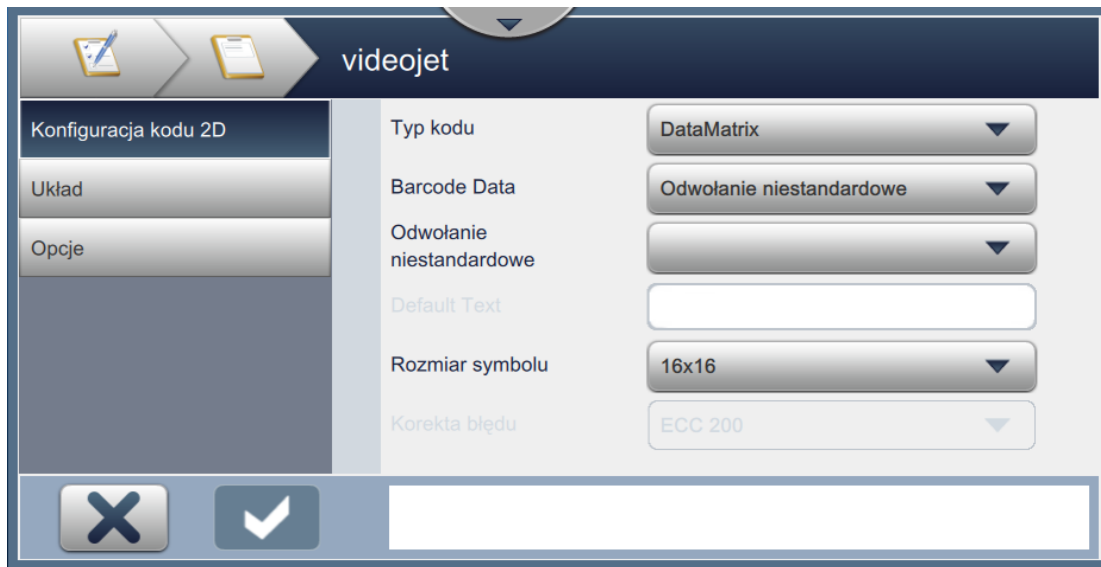 videojet
Konfiguracja kodu 2D
Układ
Opcje
Typ kodu
DataMatrix
Barcode Data
Odwołanie niestandardowe
Odwołanie
niestandardowe
Default Text
Rozmiar symbolu
16x16
Korekta błędu
ECC 200